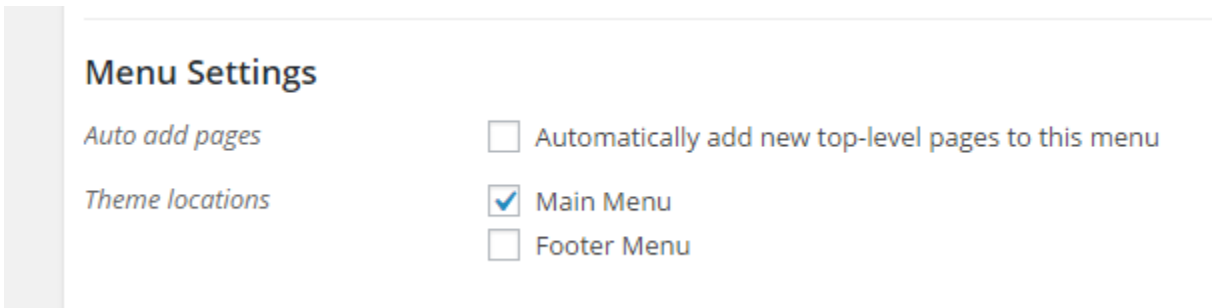 Menu Settings
Auto add pages
Automatically add new top-level pages to this menu
Theme locations
Main Menu
Footer Menu